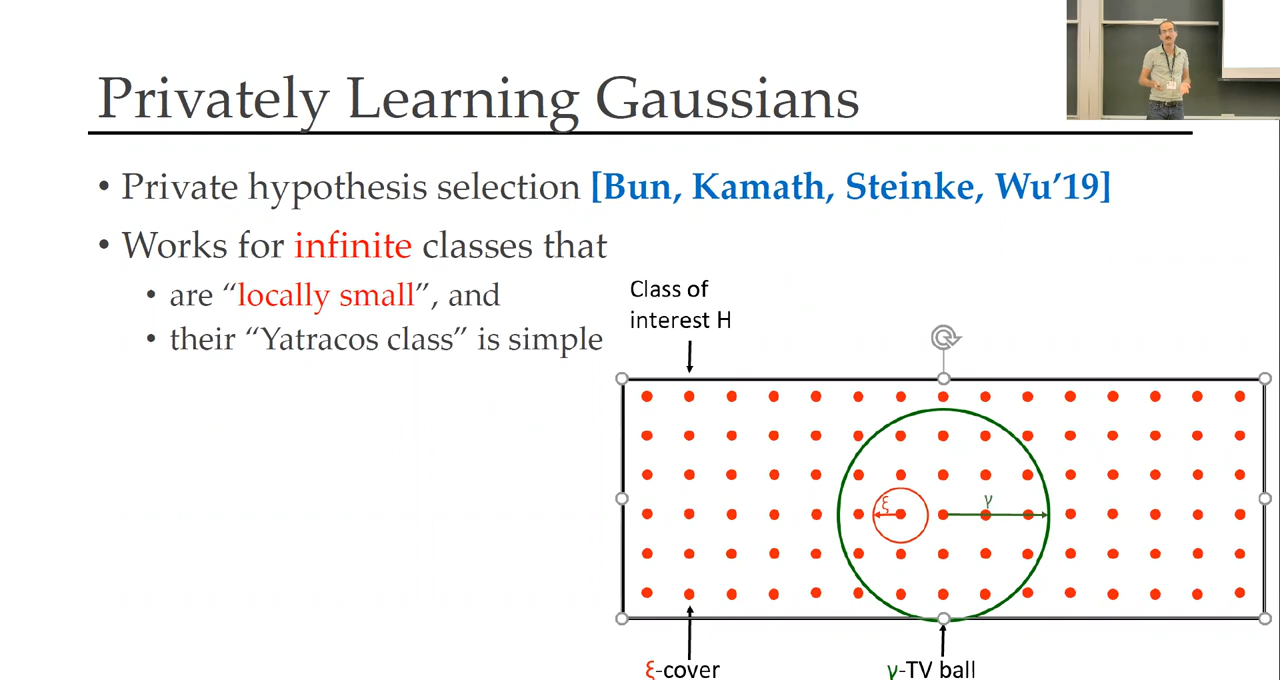 Privately Learning Gaussians
• Private hypothesis selection [Bun, Kamath, Steinke, Wu’19]
• Works for infinite classes that
• are “locally small”, and
• their “Yatracos class” is simple
Class of
interest H
ξ
γ
ξ-cover
γ-TV ball